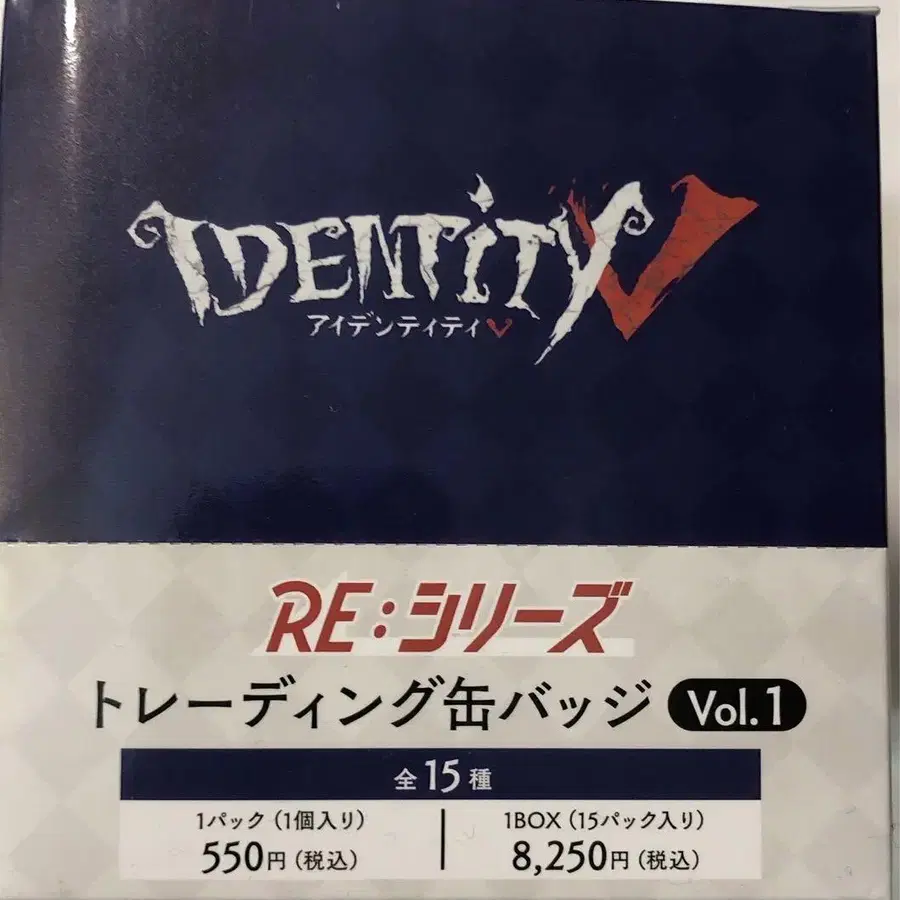 IDENTITY V
アイデンティティV
RE:シリーズ
トレーディング缶バッジ Vol.1
全15種
1パック（1個入り） 1BOX（15パック入り）
550円（税込） 8,250円（税込）